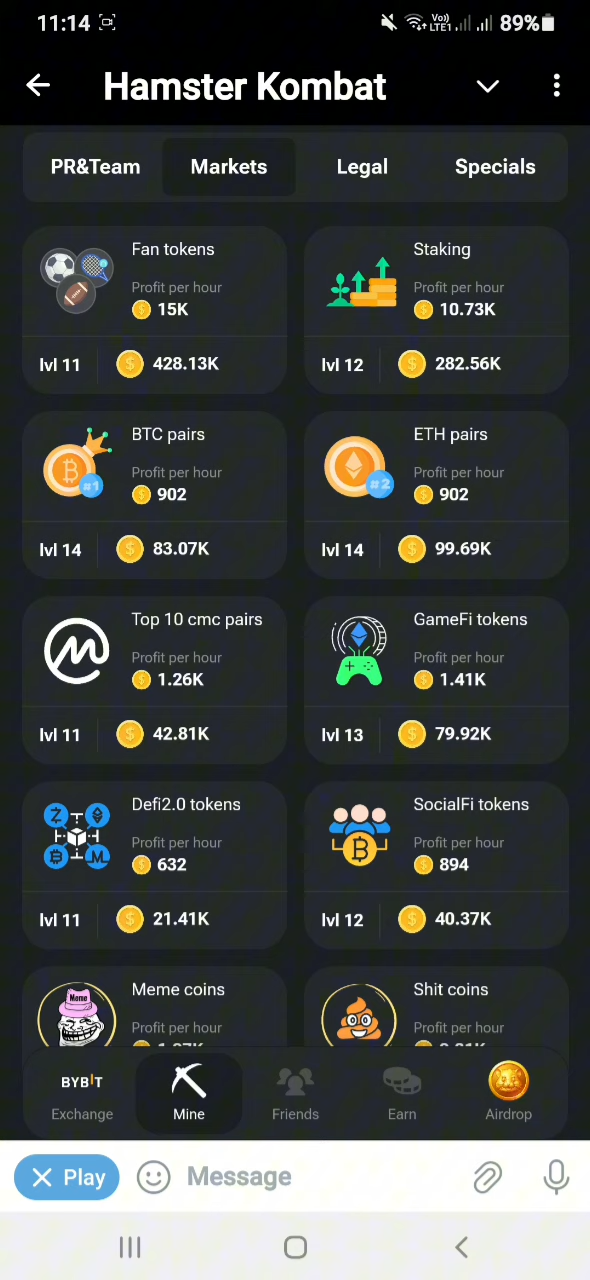 11:14 Vo)) LTE1 89%
Hamster Kombat
PR&Team Markets Legal Specials
Fan tokens
Profit per hour
15K
lvl 11 428.13K
Staking
Profit per hour
10.73K
lvl 12 282.56K
BTC pairs
#1
Profit per hour
902
lvl 14 83.07K
ETH pairs
#2
Profit per hour
902
lvl 14 99.69K
Top 10 cmc pairs
Profit per hour
1.26K
lvl 11 42.81K
GameFi tokens
Profit per hour
1.41K
lvl 13 79.92K
Defi2.0 tokens
Profit per hour
632
lvl 11 21.41K
SocialFi tokens
Profit per hour
894
lvl 12 40.37K
Meme
Meme coins
Profit per hour
Shit coins
Profit per hour
BYBIT
Exchange Mine Friends Earn Airdrop
Play Message